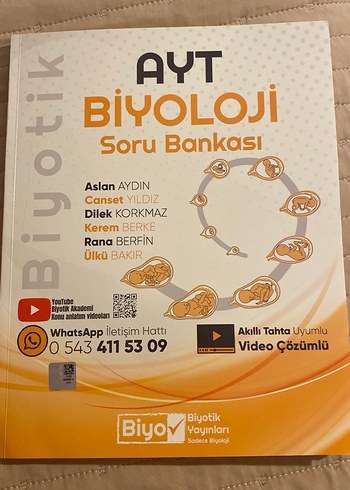 Biyotik
AYT
BİYOLOJİ
Soru Bankası
Aslan AYDIN
Canset YILDIZ
Dilek KORKMAZ
Kerem BERKE
Rana BERFİN
Ülkü BAKIR
YouTube
Biyotik Akademi
Konu anlatım videoları
WhatsApp İletişim Hattı
0 543 411 53 09
Akıllı Tahta Uyumlu
Video Çözümlü
Biyo
Biyotik
Yayınları
Sadece Biyoloji